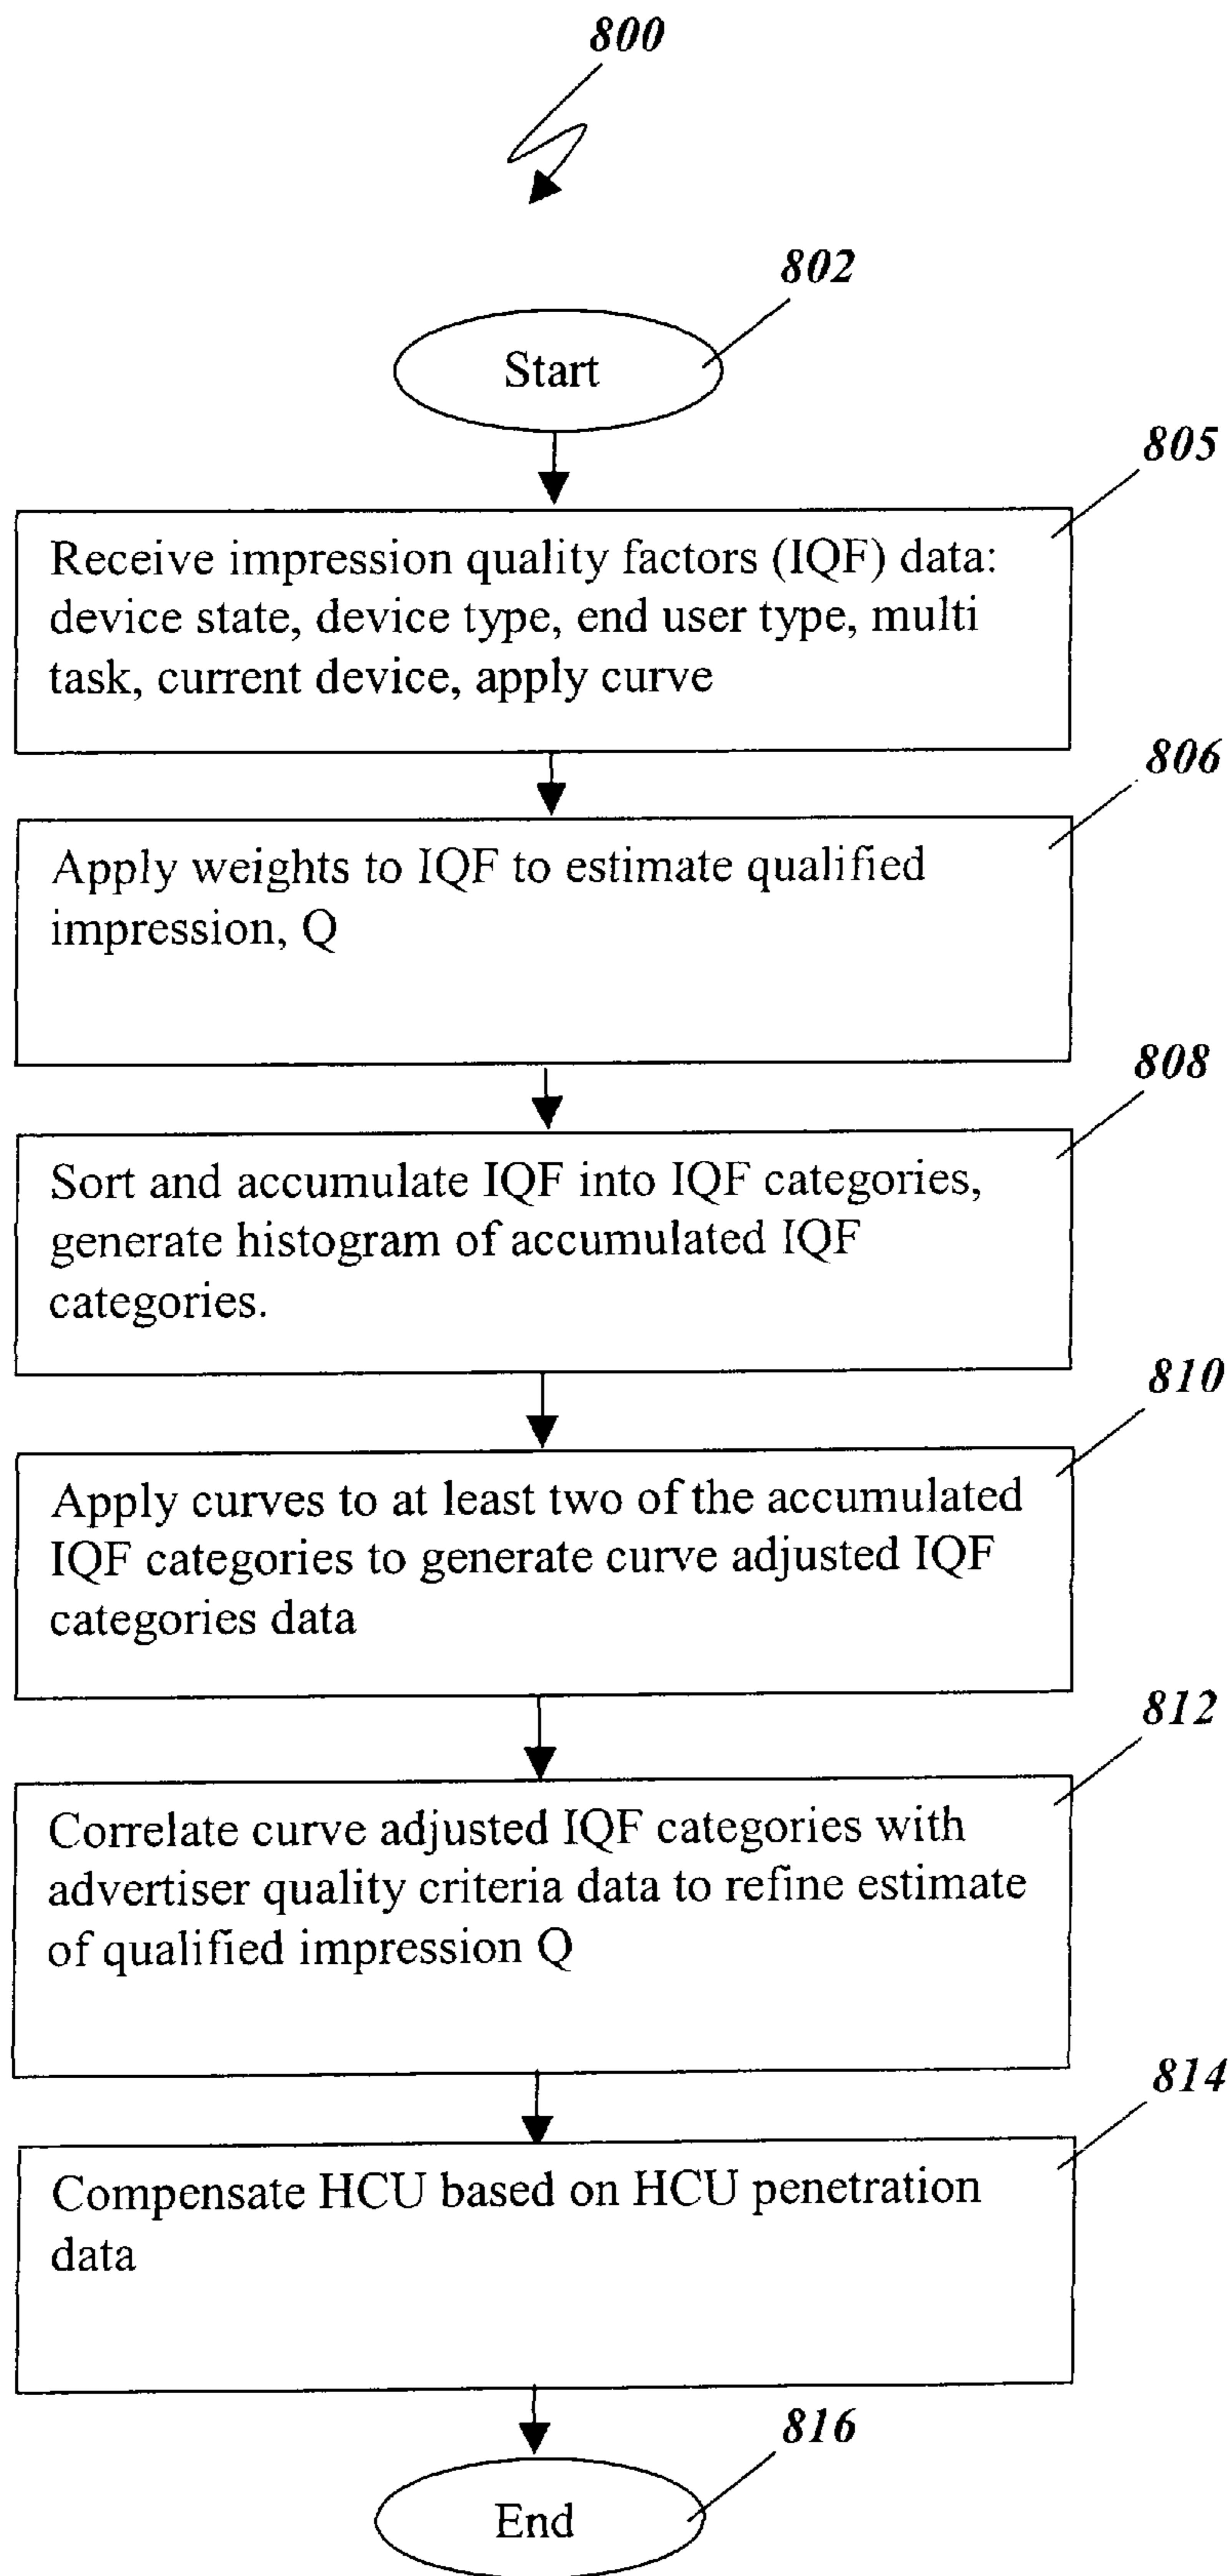 800
802
Start
805
Receive impression quality factors (IQF) data:
device state, device type, end user type, multi
task, current device, apply curve
806
Apply weights to IQF to estimate qualified
impression, Q
808
Sort and accumulate IQF into IQF categories,
generate histogram of accumulated IQF
categories.
810
Apply curves to at least two of the accumulated
IQF categories to generate curve adjusted IQF
categories data
812
Correlate curve adjusted IQF categories with
advertiser quality criteria data to refine estimate
of qualified impression Q
814
Compensate HCU based on HCU penetration
data
816
End